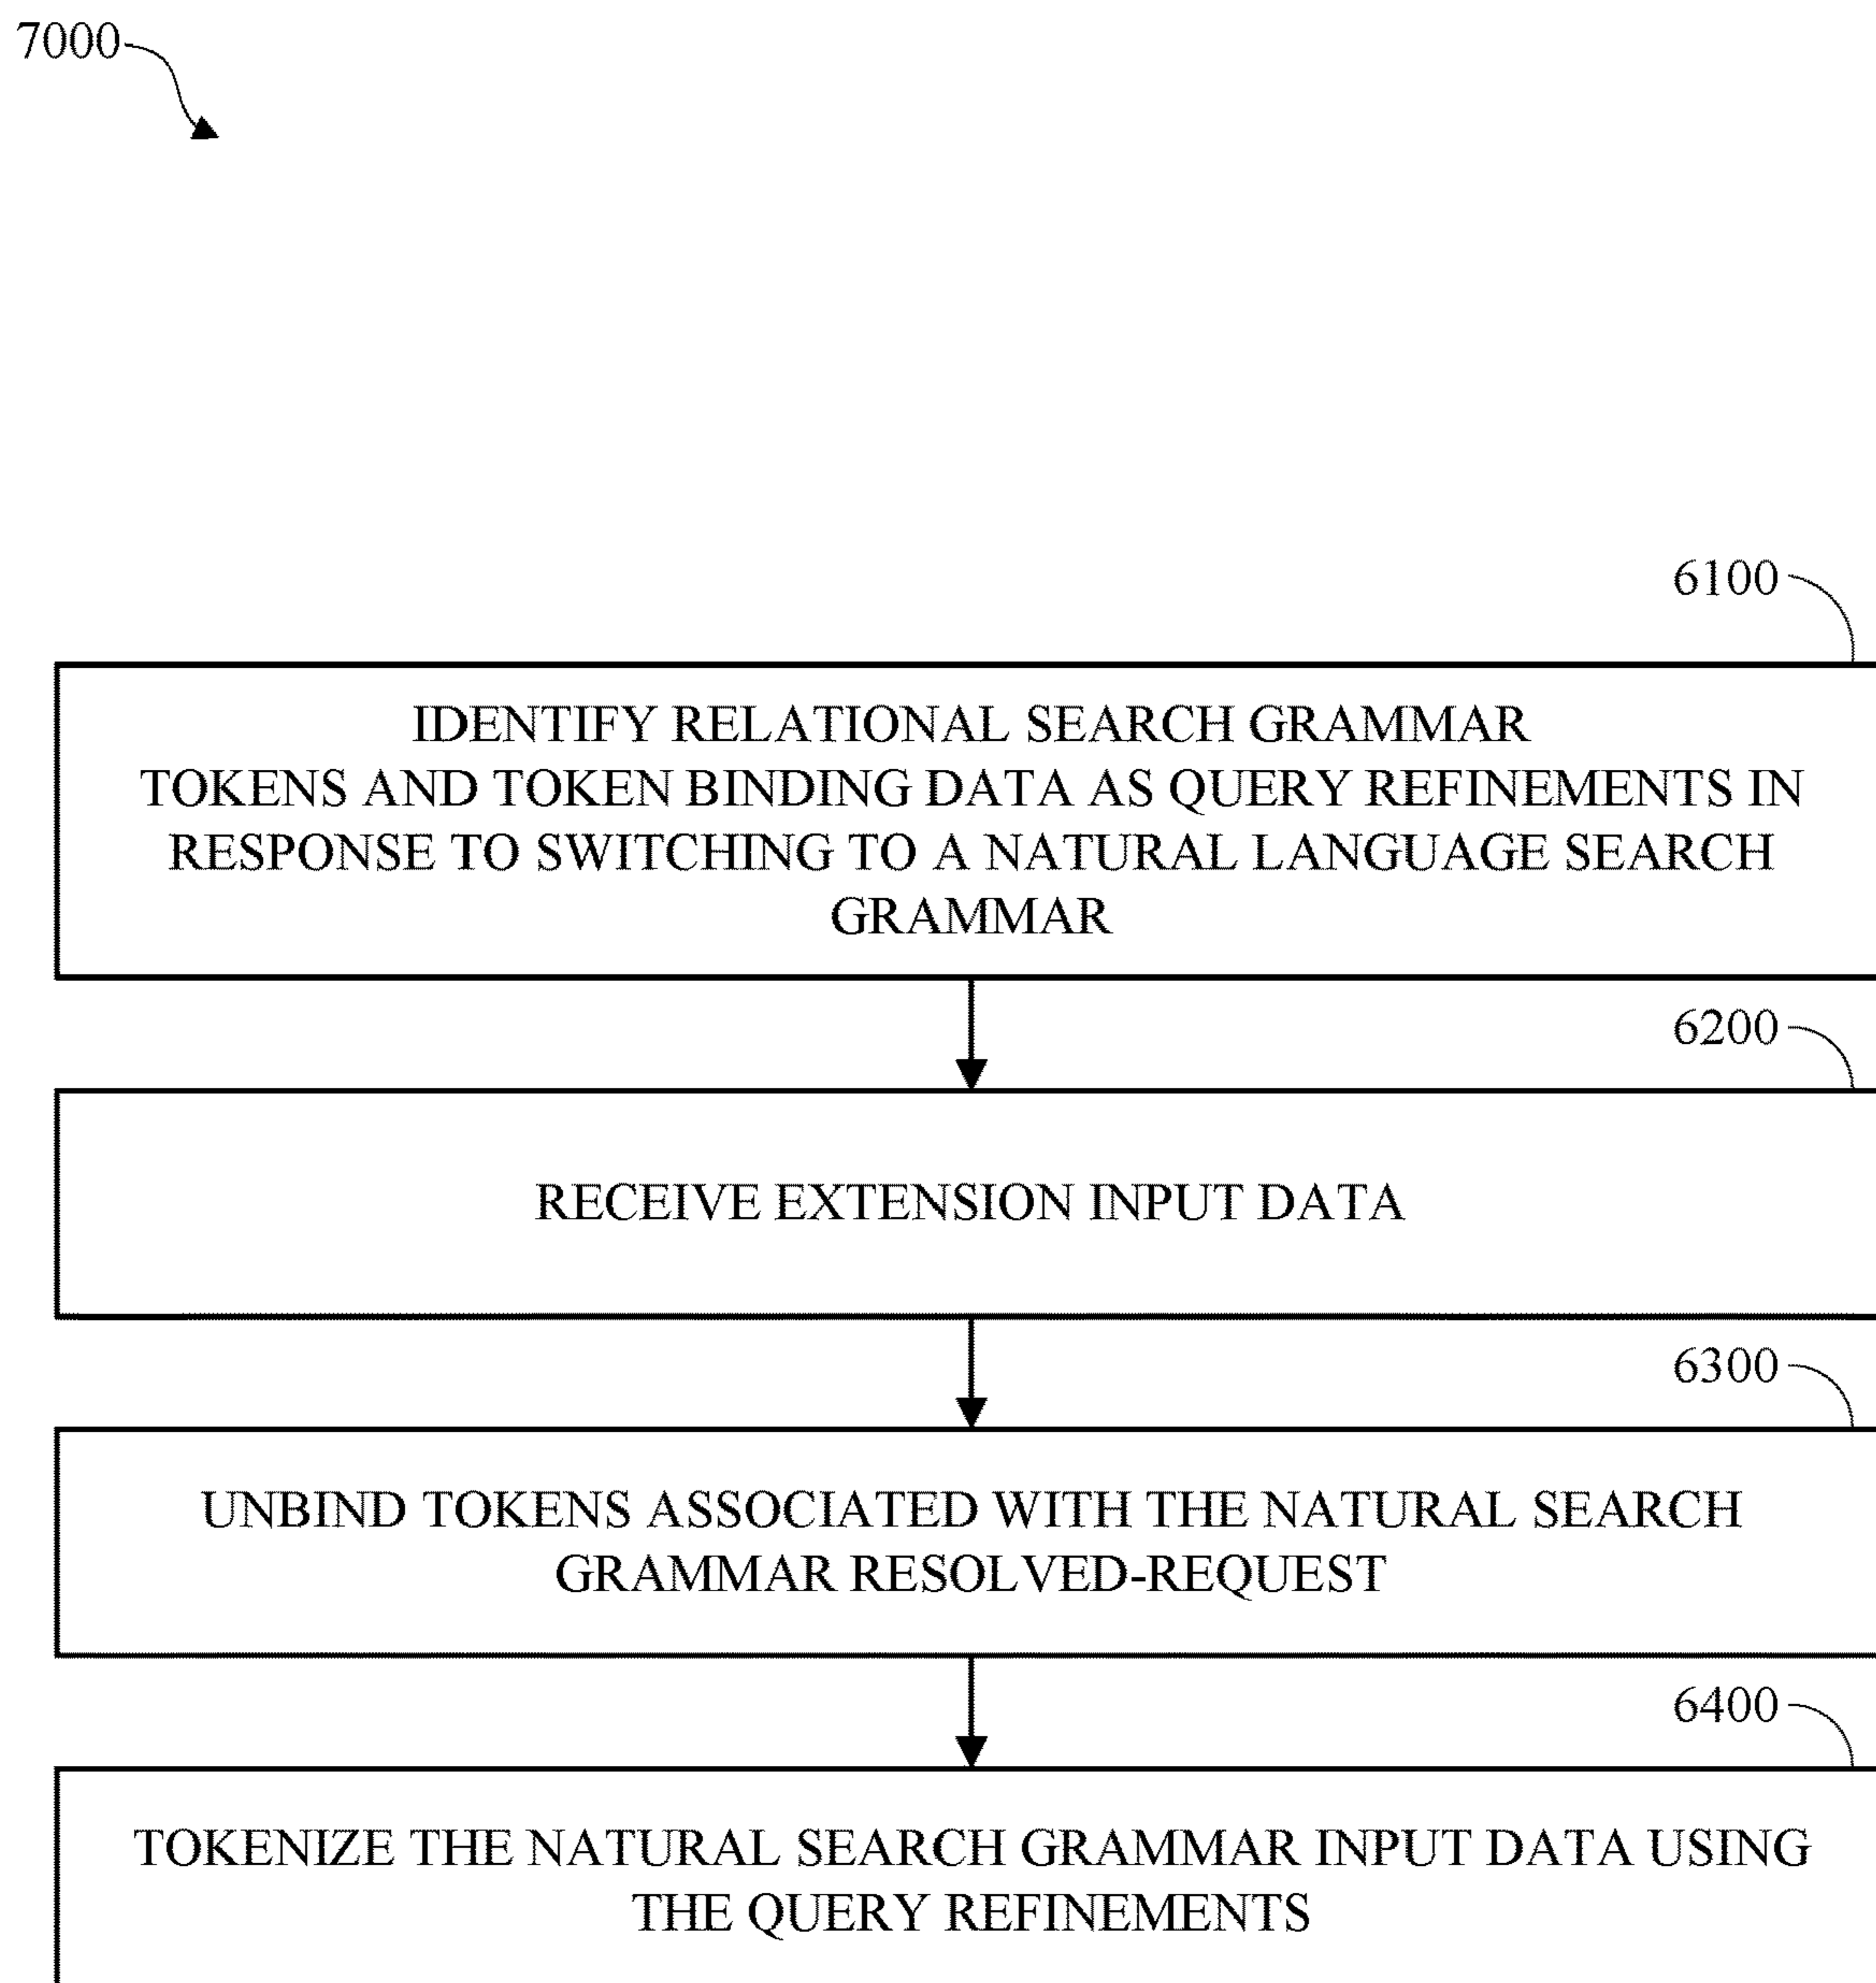 7000
6100
IDENTIFY RELATIONAL SEARCH GRAMMAR
TOKENS AND TOKEN BINDING DATA AS QUERY REFINEMENTS IN
RESPONSE TO SWITCHING TO A NATURAL LANGUAGE SEARCH
GRAMMAR
6200
RECEIVE EXTENSION INPUT DATA
6300
UNBIND TOKENS ASSOCIATED WITH THE NATURAL SEARCH
GRAMMAR RESOLVED-REQUEST
6400
TOKENIZE THE NATURAL SEARCH GRAMMAR INPUT DATA USING
THE QUERY REFINEMENTS